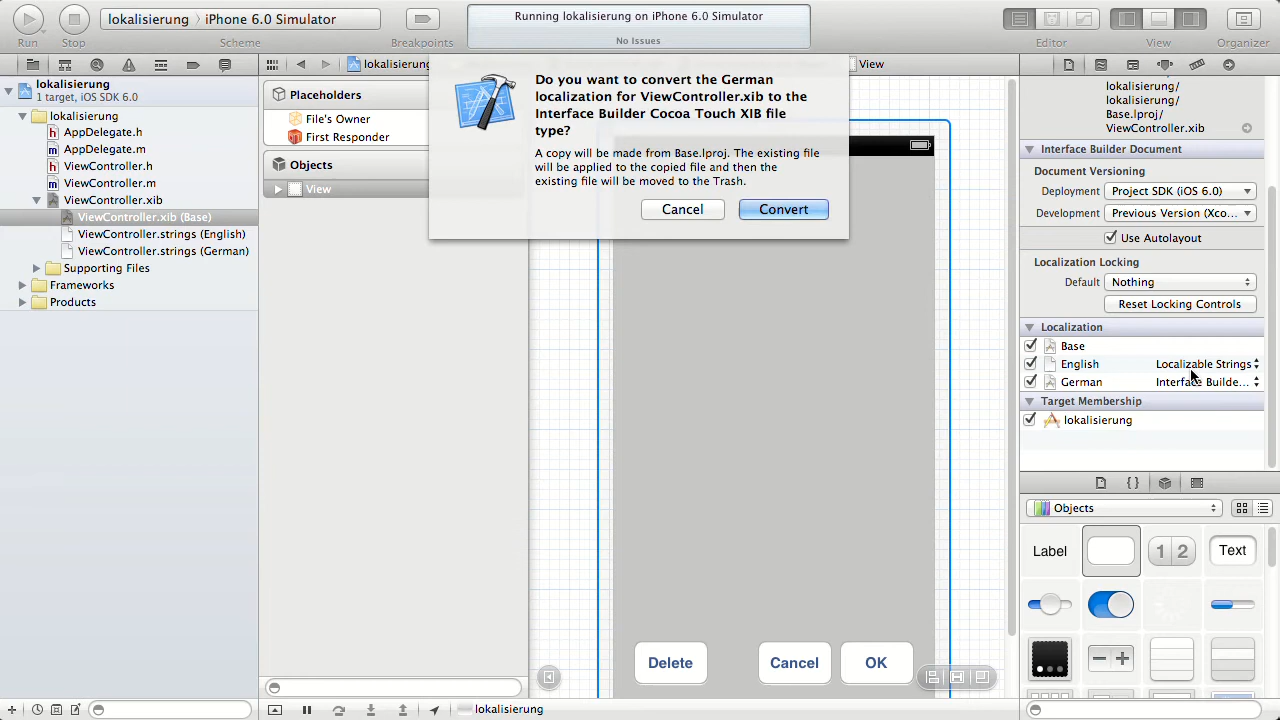 lokalisierung
iPhone 6.0 Simulator
Running lokalisierung on iPhone 6.0 Simulator
No Issues
Run
Stop
Scheme
Breakpoints
Editor
View
Organizer
lokalisierung
1 target, iOS SDK 6.0
lokalisierung
AppDelegate.h
AppDelegate.m
ViewController.h
ViewController.m
ViewController.xib
ViewController.xib (Base)
ViewController.strings (English)
ViewController.strings (German)
Supporting Files
Frameworks
Products
lokalisierung
View
Placeholders
File's Owner
First Responder
Objects
View
Do you want to convert the German
localization for ViewController.xib to the
Interface Builder Cocoa Touch XIB file
type?
A copy will be made from Base.lproj. The existing file
will be applied to the copied file and then the
existing file will be moved to the Trash.
Cancel
Convert
Delete
Cancel
OK
lokalisierung
lokalisierung/
lokalisierung/
Base.lproj/
ViewController.xib
Interface Builder Document
Document Versioning
Deployment Project SDK (iOS 6.0)
Development Previous Version (Xco...
Use Autolayout
Localization Locking
Default Nothing
Reset Locking Controls
Localization
Base
English Localizable Strings
German Interface Builde...
Target Membership
lokalisierung
{ }
Objects
Label
1 2
Text